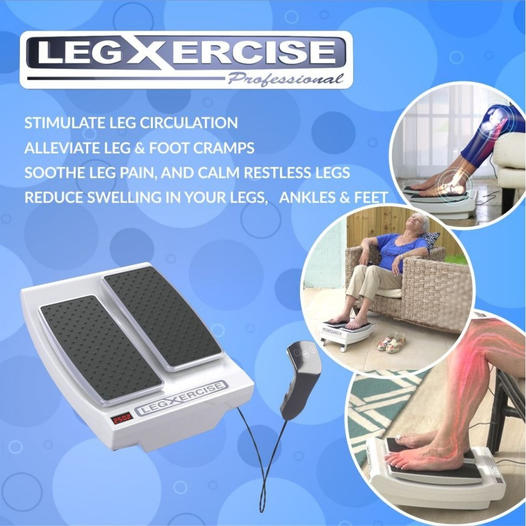 LEGXERCISE
Professional
STIMULATE LEG CIRCULATION
ALLEVIATE LEG & FOOT CRAMPS
SOOTHE LEG PAIN, AND CALM RESTLESS LEGS
REDUCE SWELLING IN YOUR LEGS, ANKLES & FEET
LEGXERCISE